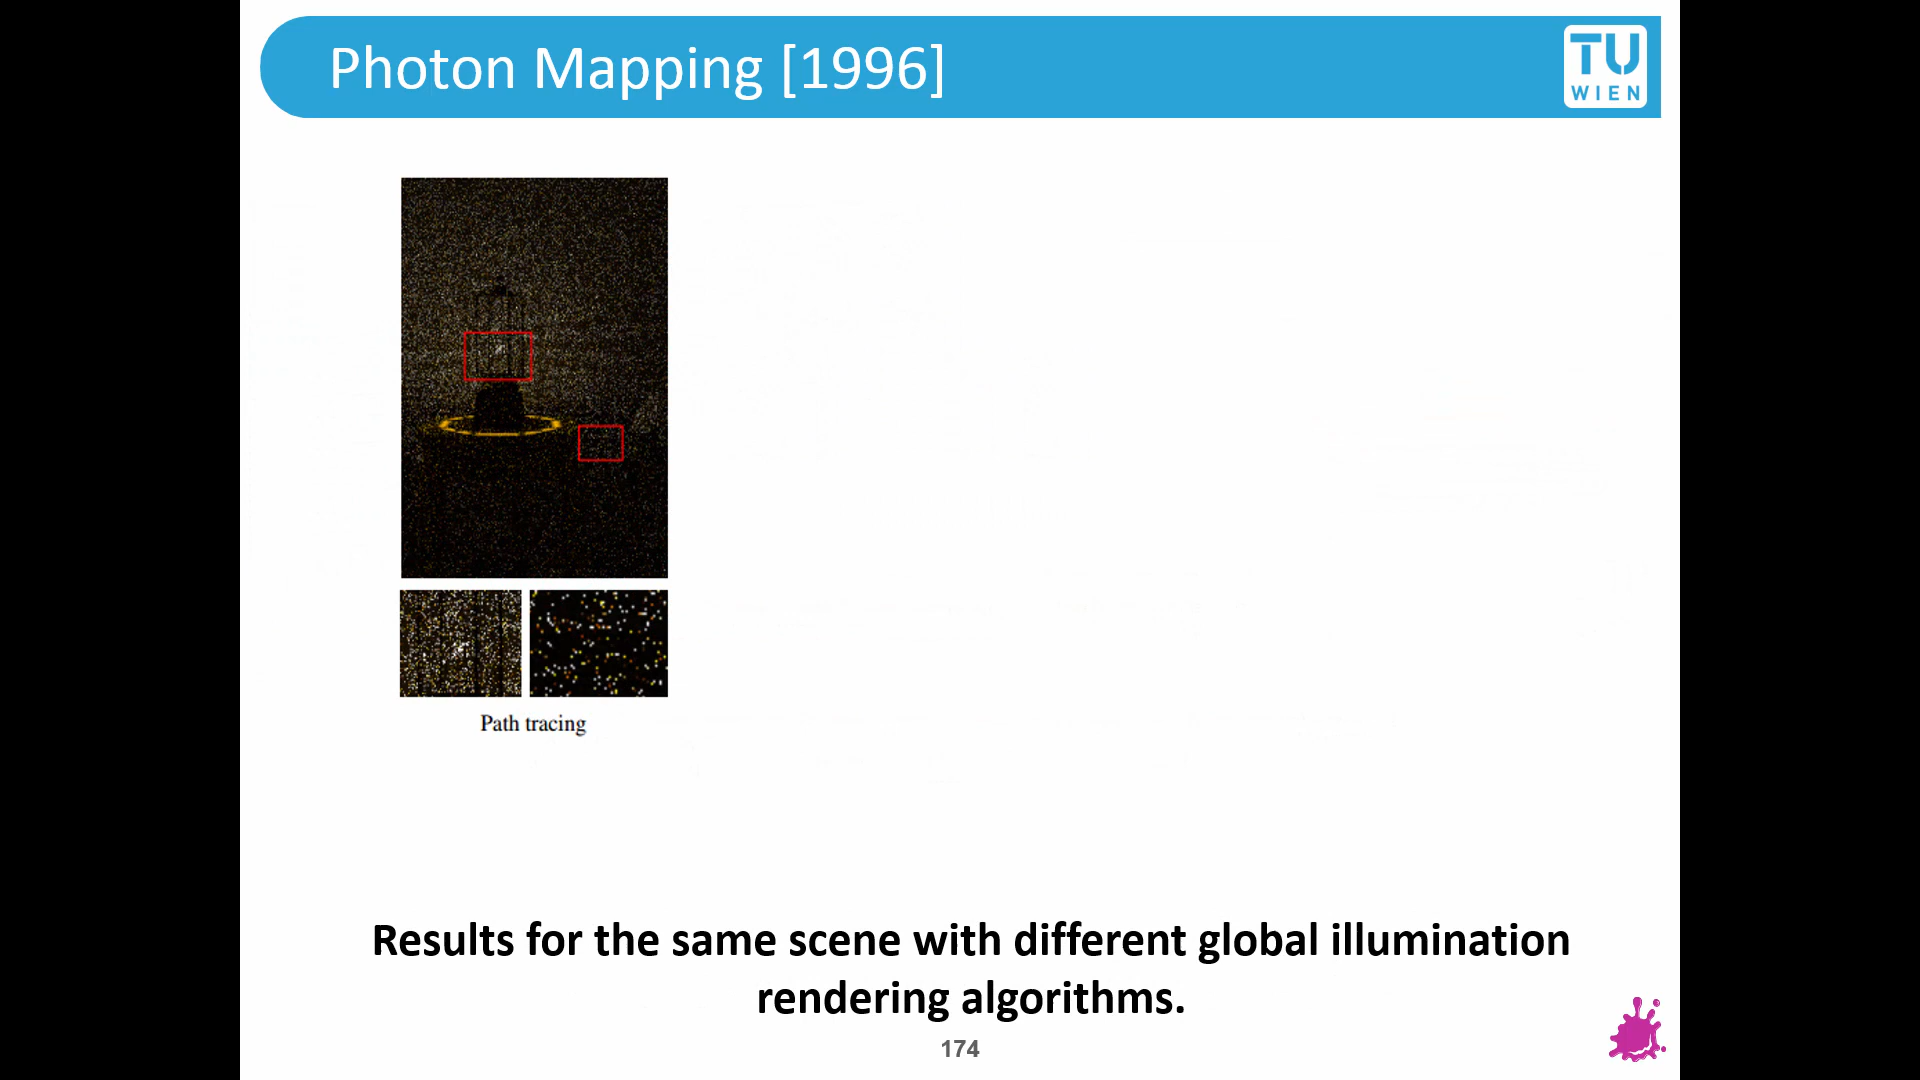 Photon Mapping [1996]
TU
WIEN
Path tracing
Results for the same scene with different global illumination
rendering algorithms.
174